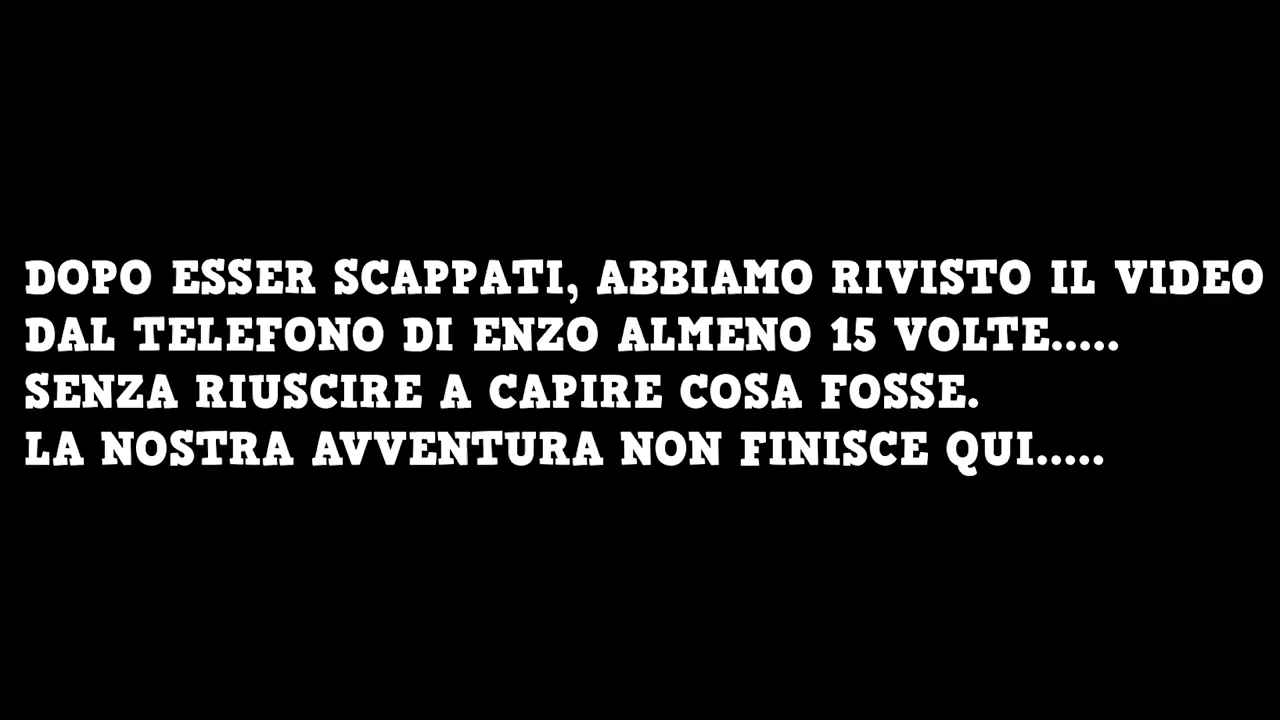 DOPO ESSER SCAPPATI, ABBIAMO RIVISTO IL VIDEO
DAL TELEFONO DI ENZO ALMENO 15 VOLTE.....
SENZA RIUSCIRE A CAPIRE COSA FOSSE.
LA NOSTRA AVVENTURA NON FINISCE QUI.....